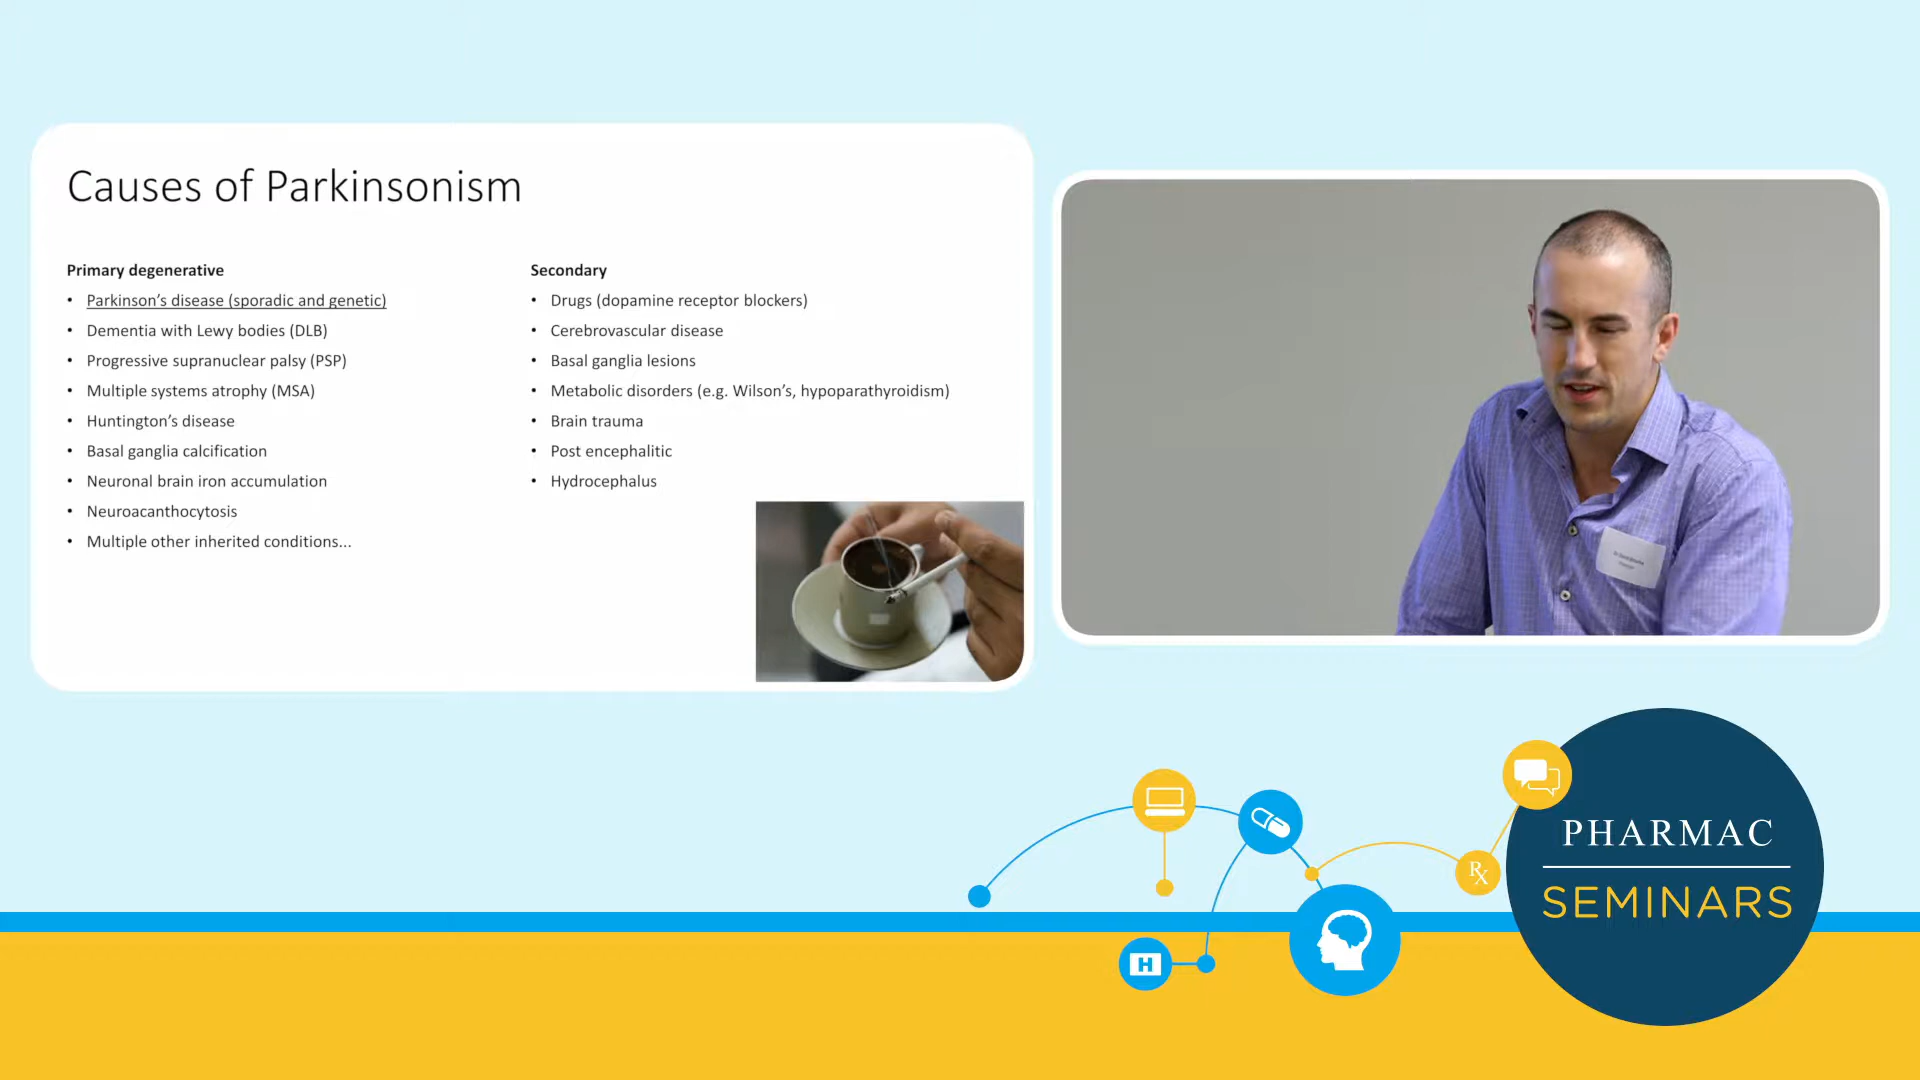 Causes of Parkinsonism
Primary degenerative
• Parkinson’s disease (sporadic and genetic)
• Dementia with Lewy bodies (DLB)
• Progressive supranuclear palsy (PSP)
• Multiple systems atrophy (MSA)
• Huntington’s disease
• Basal ganglia calcification
• Neuronal brain iron accumulation
• Neuroacanthocytosis
• Multiple other inherited conditions...
Secondary
• Drugs (dopamine receptor blockers)
• Cerebrovascular disease
• Basal ganglia lesions
• Metabolic disorders (e.g. Wilson’s, hypoparathyroidism)
• Brain trauma
• Post encephalitic
• Hydrocephalus
PHARMAC
SEMINARS
Rx
H